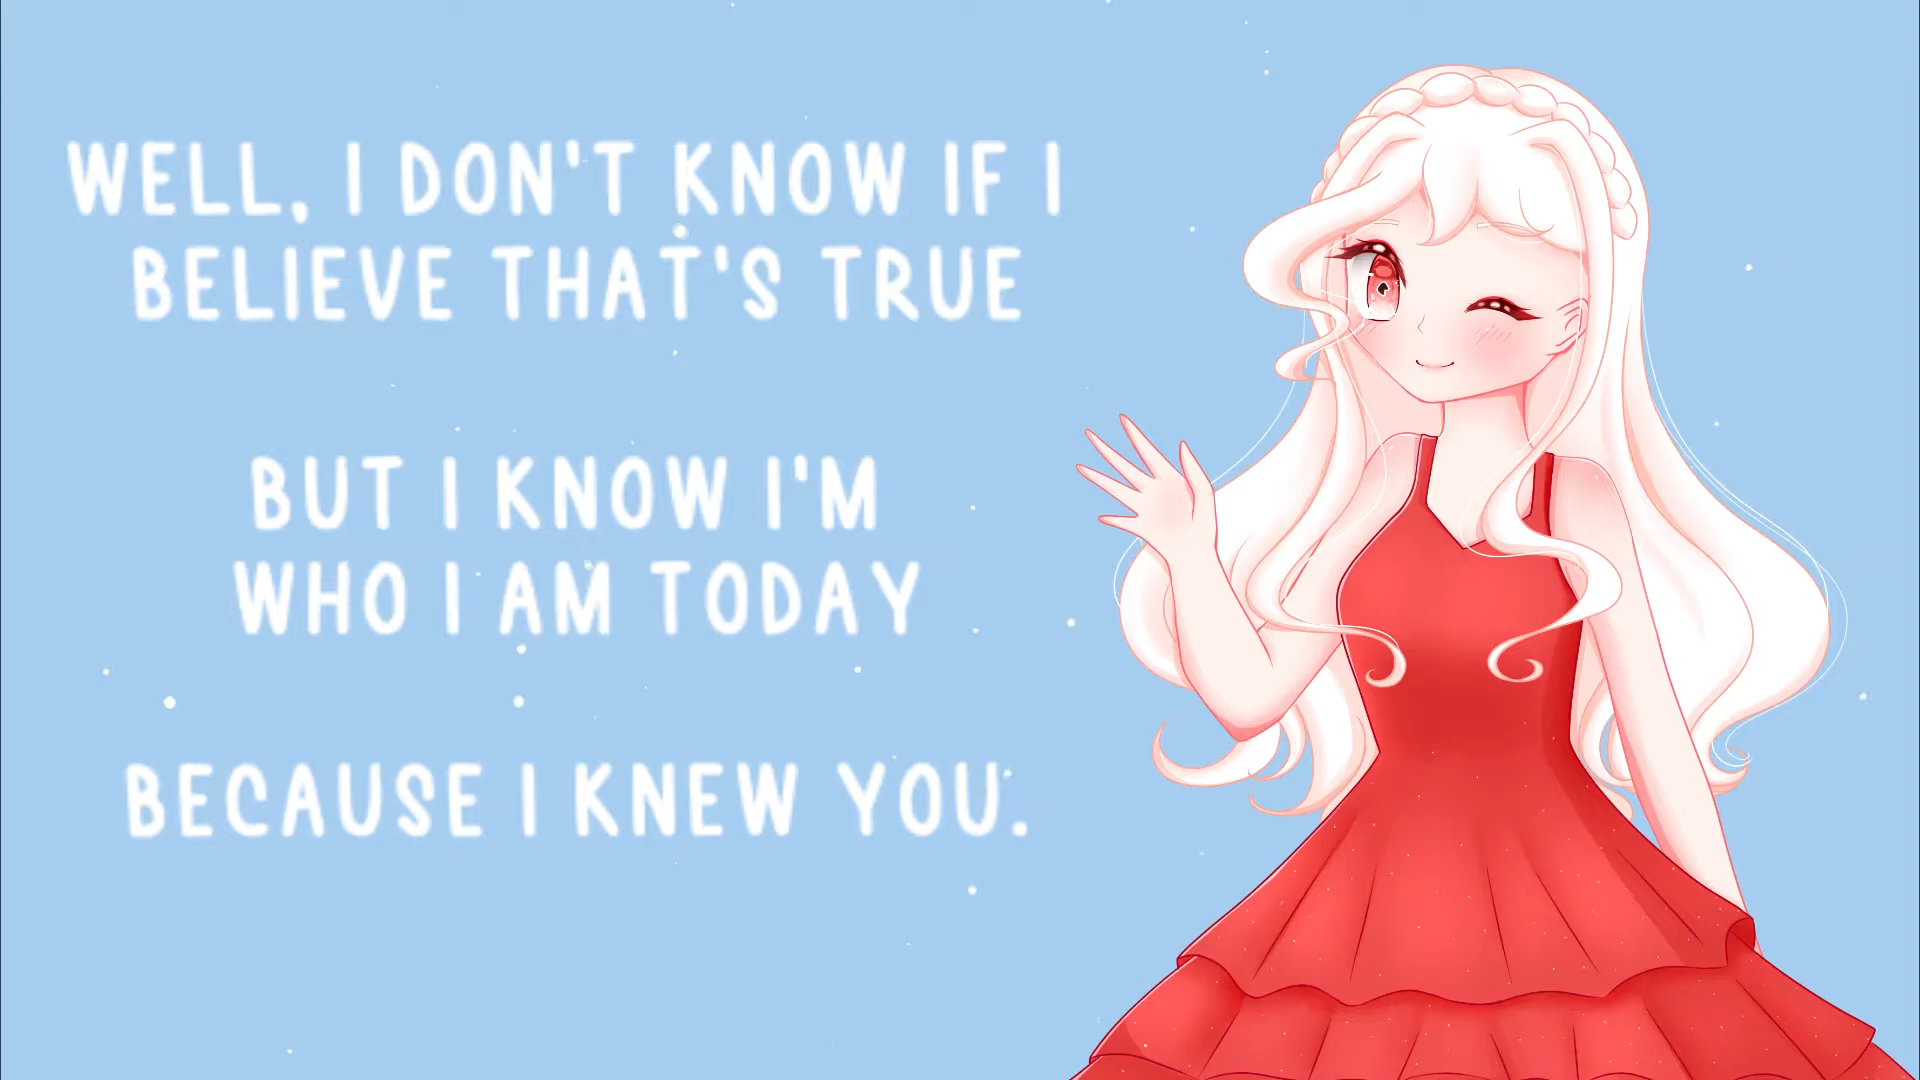 WELL, I DON'T KNOW IF I
BELIEVE THAT'S TRUE
BUT I KNOW I'M
WHO I AM TODAY
BECAUSE I KNEW YOU.